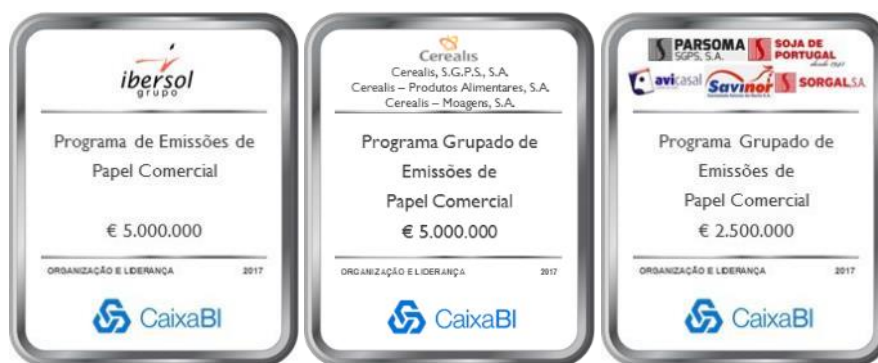 ibersol
grupo
Programa de Emissões de
Papel Comercial
€ 5.000.000
ORGANIZAÇÃO E LIDERANÇA 2017
CaixaBI
Cerealis
Cerealis, S.G.P.S., S.A.
Cerealis – Produtos Alimentares, S.A.
Cerealis – Moagens, S.A.
Programa Grupado de
Emissões de
Papel Comercial
€ 5.000.000
ORGANIZAÇÃO E LIDERANÇA 2017
CaixaBI
PARSOMA
SGPS, S.A.
SOJA DE
PORTUGAL
desde 1943
avicasal
Savinor
SORGAL S.A.
Programa Grupado de
Emissões de
Papel Comercial
€ 2.500.000
ORGANIZAÇÃO E LIDERANÇA 2017
CaixaBI